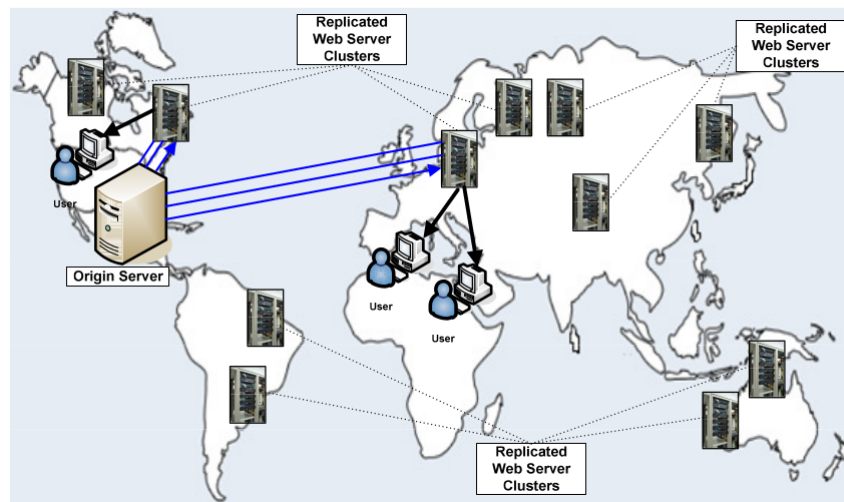 Replicated
Web Server
Clusters
Replicated
Web Server
Clusters
User
Origin Server
User
User
Replicated
Web Server
Clusters